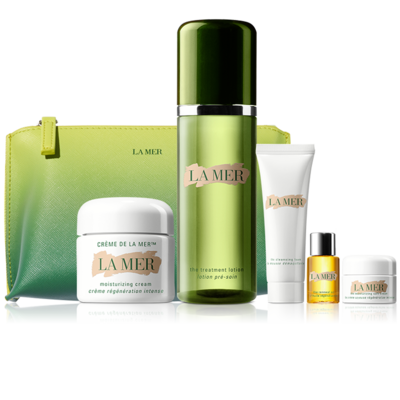 LA MER
CRÈME DE LA MER™
LA MER
moisturizing cream
crème régénération intense
LA MER
the treatment lotion
lotion pré-soin
LA MER
LA MER
LA MER